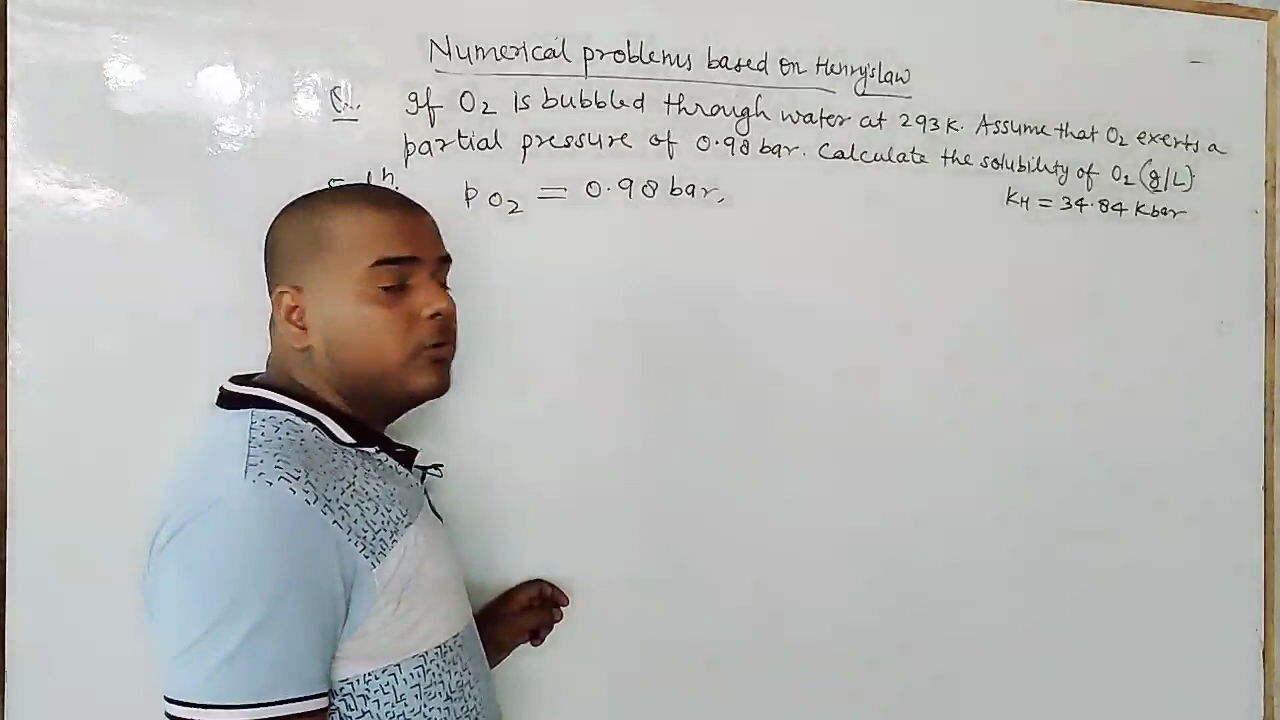 Numerical problems based on Henry's law
Q. If O2 is bubbled through water at 293K. Assume that O2 exerts a
partial pressure of 0.98 bar. Calculate the solubility of O2 (g/L)
KH = 34.84 Kbar
pO2 = 0.98 bar,